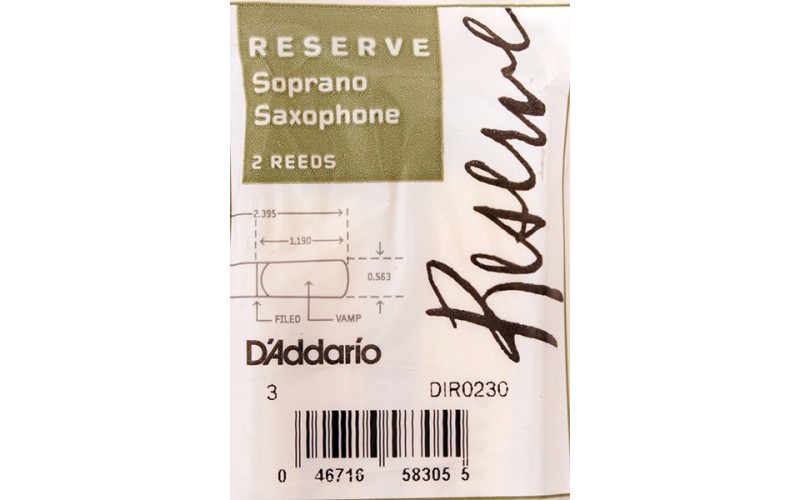 RESERVE
Soprano
Saxophone
2 REEDS
Reserve
2.395
1.190
0.563
FILED
VAMP
D'Addario
3
DIR0230
0 46716 58305 5